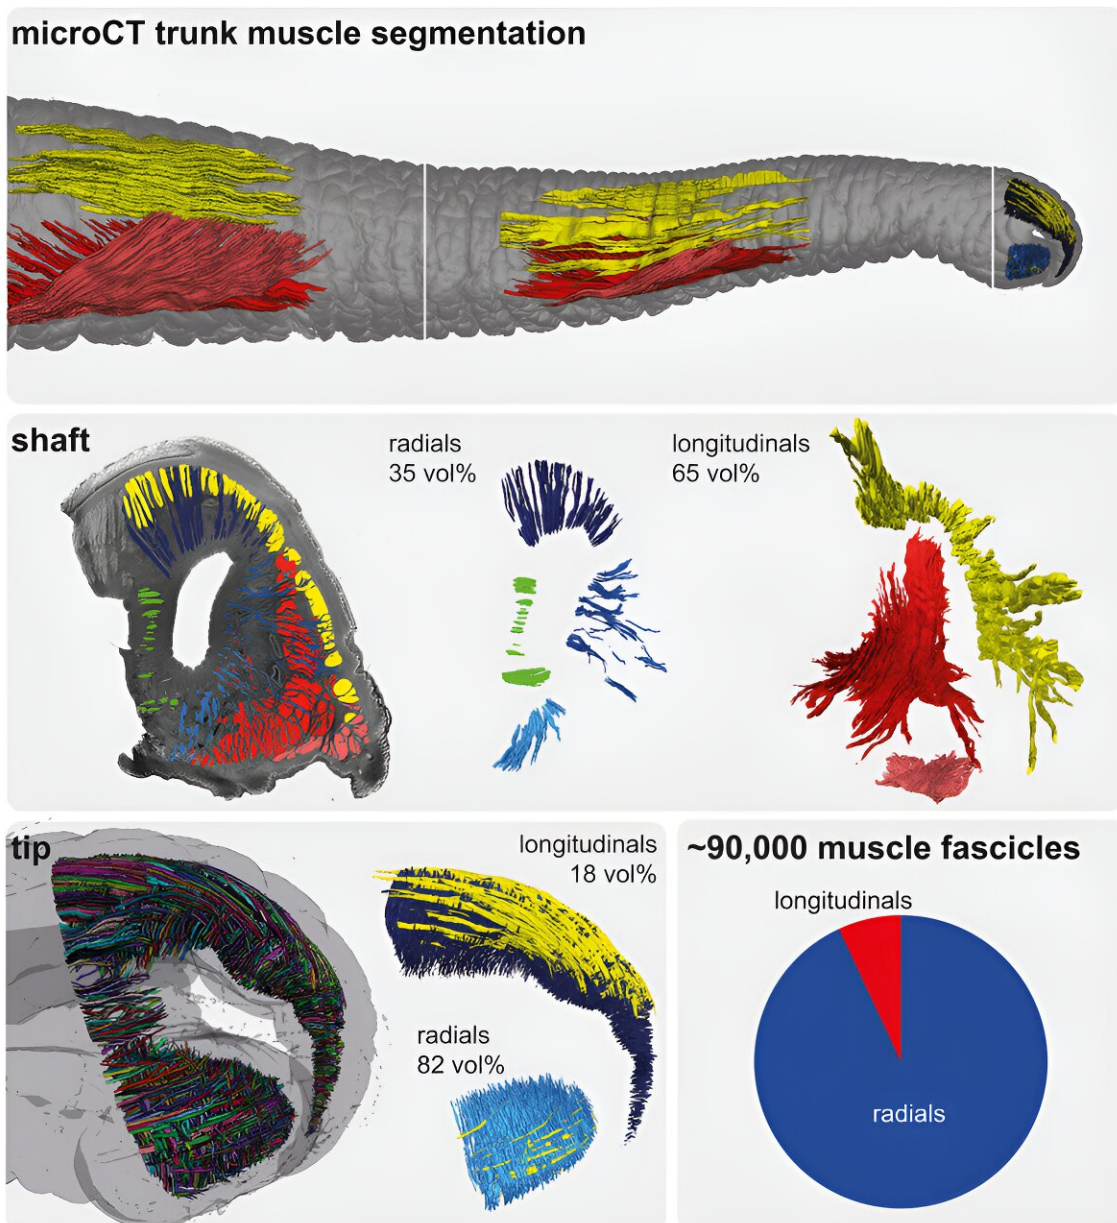 microCT trunk muscle segmentation
shaft
radials
35 vol%
longitudinals
65 vol%
tip
longitudinals
18 vol%
radials
82 vol%
~90,000 muscle fascicles
longitudinals
radials